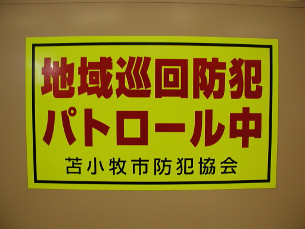 地域巡回防犯
パトロール中
苫小牧市防犯協会